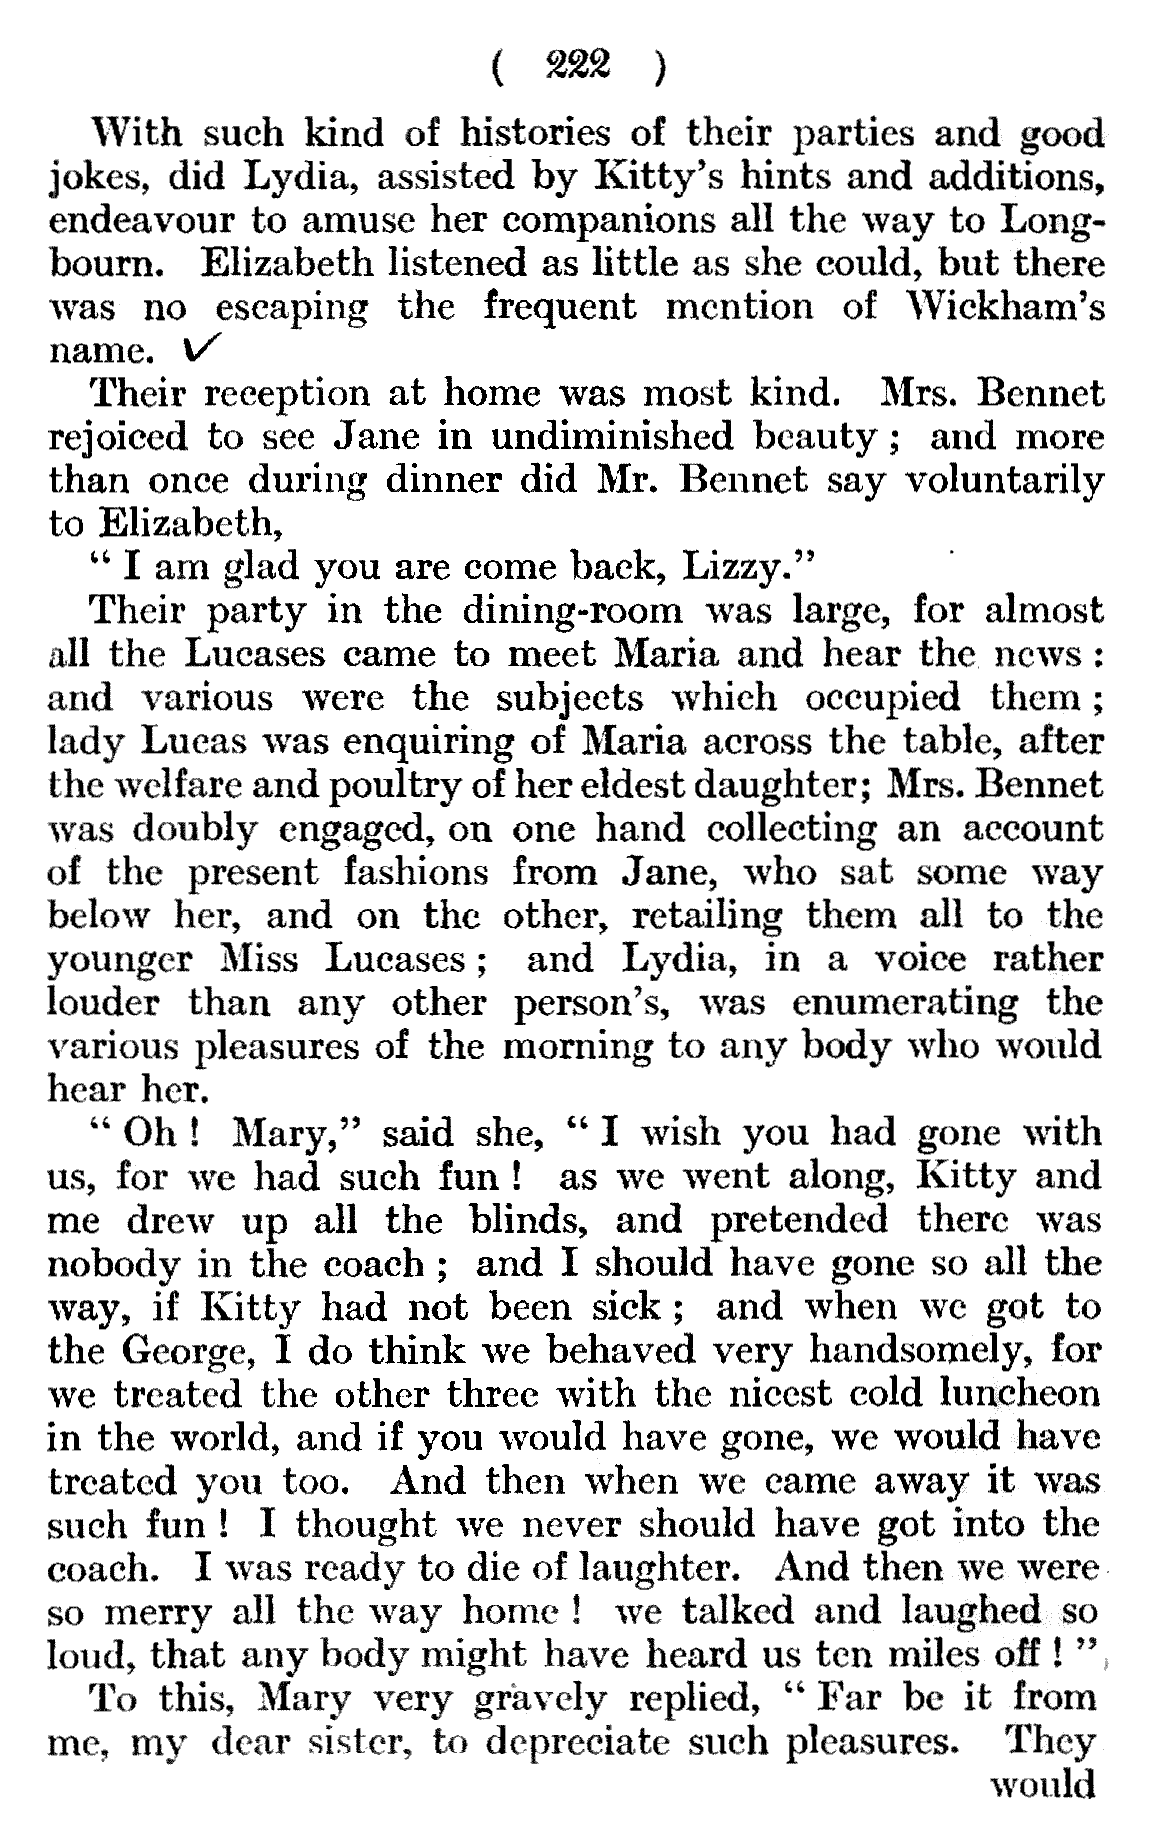 ( 222 )
With such kind of histories of their parties and good
jokes, did Lydia, assisted by Kitty's hints and additions,
endeavour to amuse her companions all the way to Long-
bourn. Elizabeth listened as little as she could, but there
was no escaping the frequent mention of Wickham's
name. ✓
Their reception at home was most kind. Mrs. Bennet
rejoiced to see Jane in undiminished beauty ; and more
than once during dinner did Mr. Bennet say voluntarily
to Elizabeth,
“ I am glad you are come back, Lizzy.”
Their party in the dining-room was large, for almost
all the Lucases came to meet Maria and hear the news :
and various were the subjects which occupied them ;
lady Lucas was enquiring of Maria across the table, after
the welfare and poultry of her eldest daughter; Mrs. Bennet
was doubly engaged, on one hand collecting an account
of the present fashions from Jane, who sat some way
below her, and on the other, retailing them all to the
younger Miss Lucases ; and Lydia, in a voice rather
louder than any other person's, was enumerating the
various pleasures of the morning to any body who would
hear her.
“ Oh ! Mary,” said she, “ I wish you had gone with
us, for we had such fun ! as we went along, Kitty and
me drew up all the blinds, and pretended there was
nobody in the coach ; and I should have gone so all the
way, if Kitty had not been sick ; and when we got to
the George, I do think we behaved very handsomely, for
we treated the other three with the nicest cold luncheon
in the world, and if you would have gone, we would have
treated you too. And then when we came away it was
such fun ! I thought we never should have got into the
coach. I was ready to die of laughter. And then we were
so merry all the way home ! we talked and laughed so
loud, that any body might have heard us ten miles off ! ”
To this, Mary very gravely replied, “ Far be it from
me, my dear sister, to depreciate such pleasures. They
would